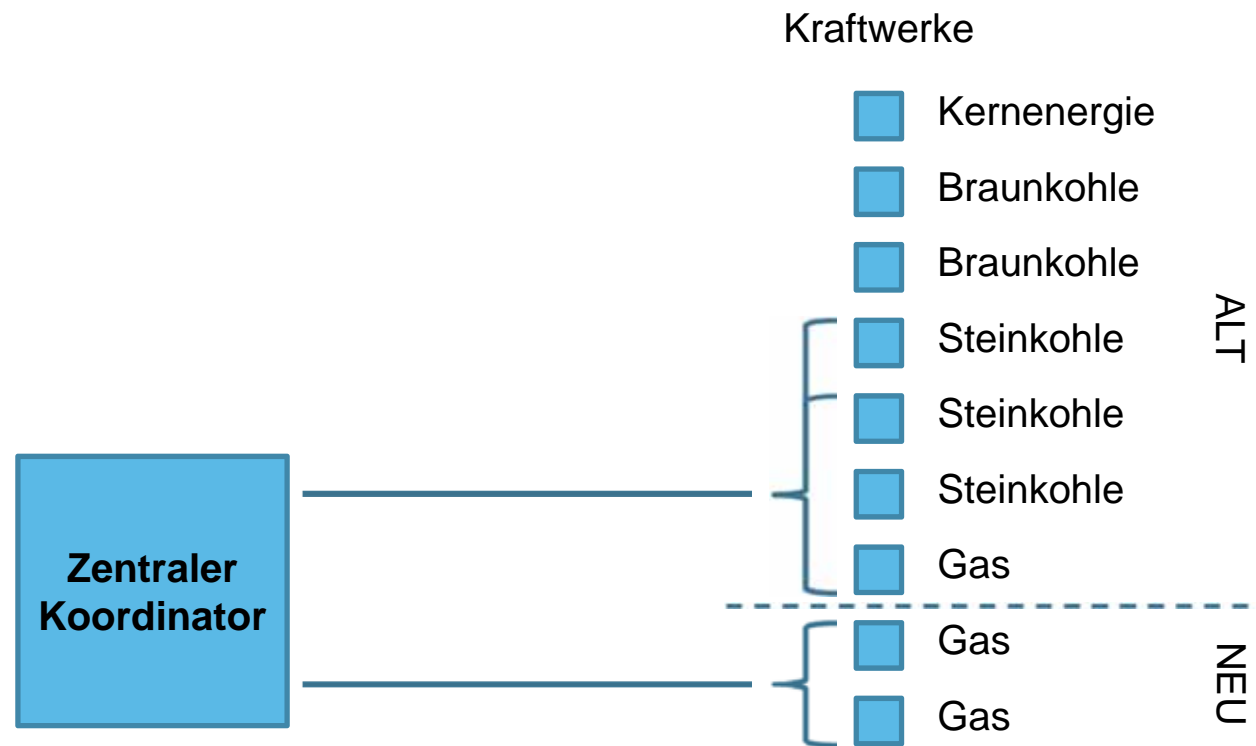 Kraftwerke
Kernenergie
Braunkohle
Braunkohle
Steinkohle
Steinkohle
Steinkohle
Gas
ALT
Zentraler
Koordinator
Gas
Gas
NEU